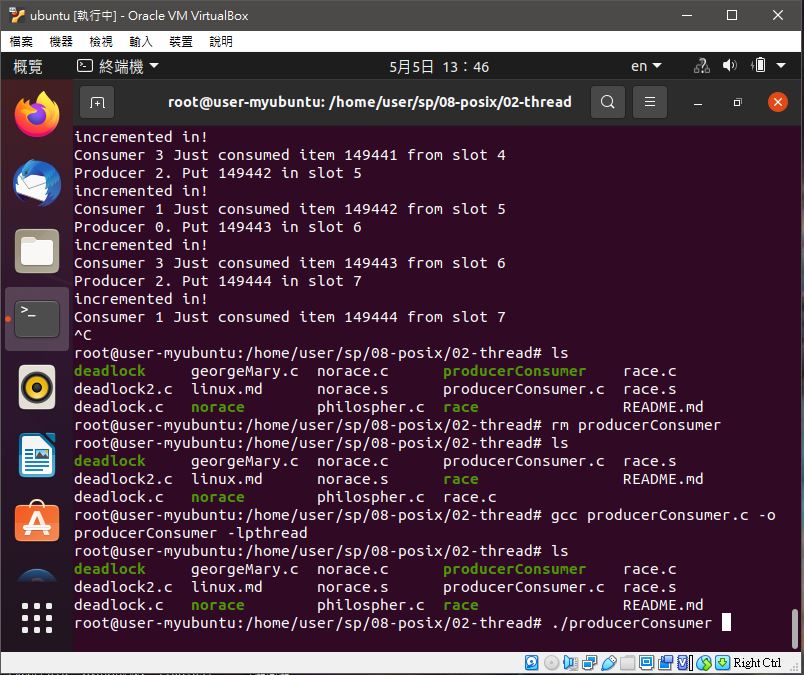 ubuntu [執行中] - Oracle VM VirtualBox
檔案 機器 檢視 輸入 裝置 說明
概覽 終端機 5月5日 13：46 en
root@user-myubuntu: /home/user/sp/08-posix/02-thread
incremented in!
Consumer 3 Just consumed item 149441 from slot 4
Producer 2. Put 149442 in slot 5
incremented in!
Consumer 1 Just consumed item 149442 from slot 5
Producer 0. Put 149443 in slot 6
incremented in!
Consumer 3 Just consumed item 149443 from slot 6
Producer 2. Put 149444 in slot 7
incremented in!
Consumer 1 Just consumed item 149444 from slot 7
^C
root@user-myubuntu:/home/user/sp/08-posix/02-thread# ls
deadlock georgeMary.c norace.c producerConsumer race.c
deadlock2.c linux.md norace.s producerConsumer.c race.s
deadlock.c norace philospher.c race README.md
root@user-myubuntu:/home/user/sp/08-posix/02-thread# rm producerConsumer
root@user-myubuntu:/home/user/sp/08-posix/02-thread# ls
deadlock georgeMary.c norace.c producerConsumer.c race.s
deadlock2.c linux.md norace.s race README.md
deadlock.c norace philospher.c race.c
root@user-myubuntu:/home/user/sp/08-posix/02-thread# gcc producerConsumer.c -o
producerConsumer -lpthread
root@user-myubuntu:/home/user/sp/08-posix/02-thread# ls
deadlock georgeMary.c norace.c producerConsumer race.c
deadlock2.c linux.md norace.s producerConsumer.c race.s
deadlock.c norace philospher.c race README.md
root@user-myubuntu:/home/user/sp/08-posix/02-thread# ./producerConsumer
Right Ctrl